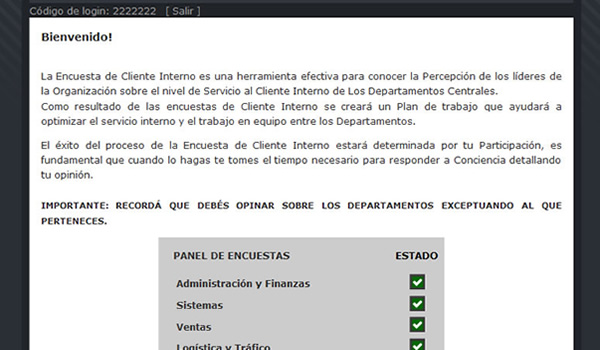 Código de login: 2222222 [ Salir ]
Bienvenido!
La Encuesta de Cliente Interno es una herramienta efectiva para conocer la Percepción de los líderes de
la Organización sobre el nivel de Servicio al Cliente Interno de Los Departamentos Centrales.
Como resultado de las encuestas de Cliente Interno se creará un Plan de trabajo que ayudará a
optimizar el servicio interno y el trabajo en equipo entre los Departamentos.
El éxito del proceso de la Encuesta de Cliente Interno estará determinada por tu Participación, es
fundamental que cuando lo hagas te tomes el tiempo necesario para responder a Conciencia detallando
tu opinión.
IMPORTANTE: RECORDÁ QUE DEBÉS OPINAR SOBRE LOS DEPARTAMENTOS EXCEPTUANDO AL QUE
PERTENECES.
PANEL DE ENCUESTAS ESTADO
Administración y Finanzas
Sistemas
Ventas
Logística y Tráfico